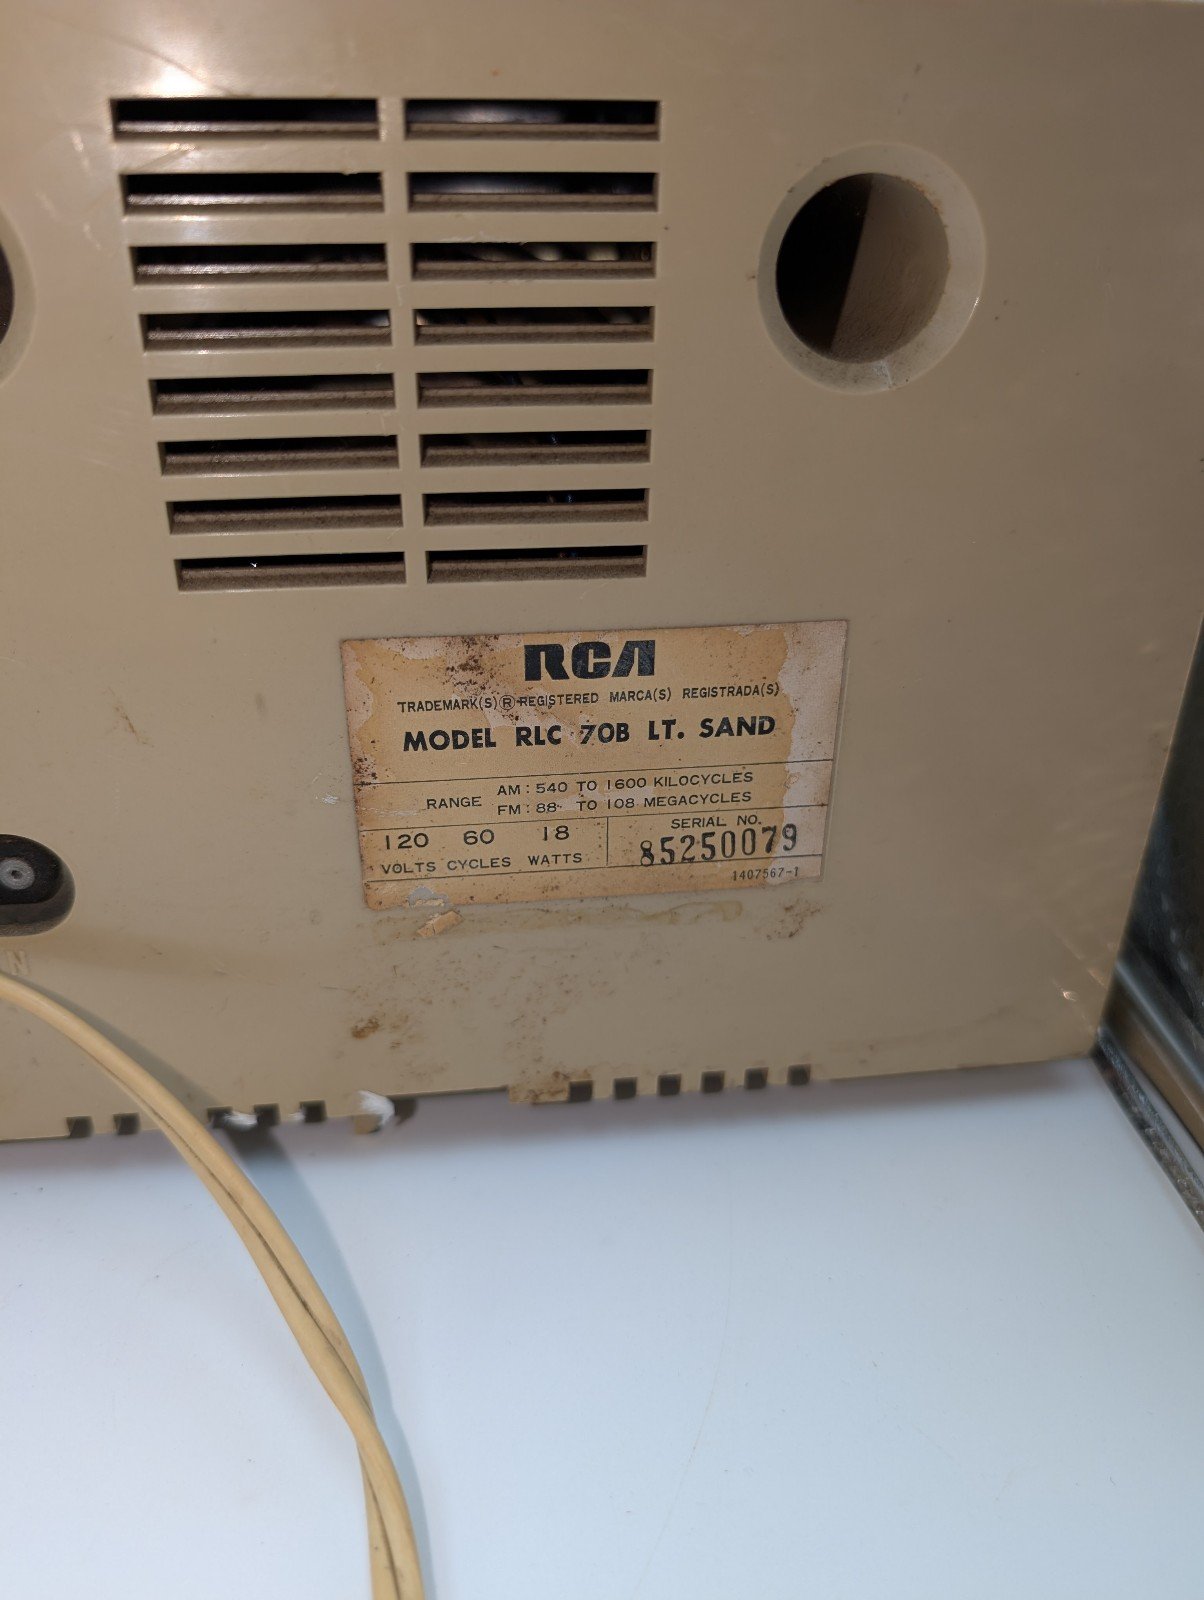 RCA
TRADEMARK(S) ® REGISTERED MARCA(S) REGISTRADA(S)
MODEL RLC 70B LT. SAND
RANGE AM: 540 TO 1600 KILOCYCLES
FM: 88- TO 108 MEGACYCLES
120 60 18
VOLTS CYCLES WATTS
SERIAL NO.
85250079
1407567-1
N